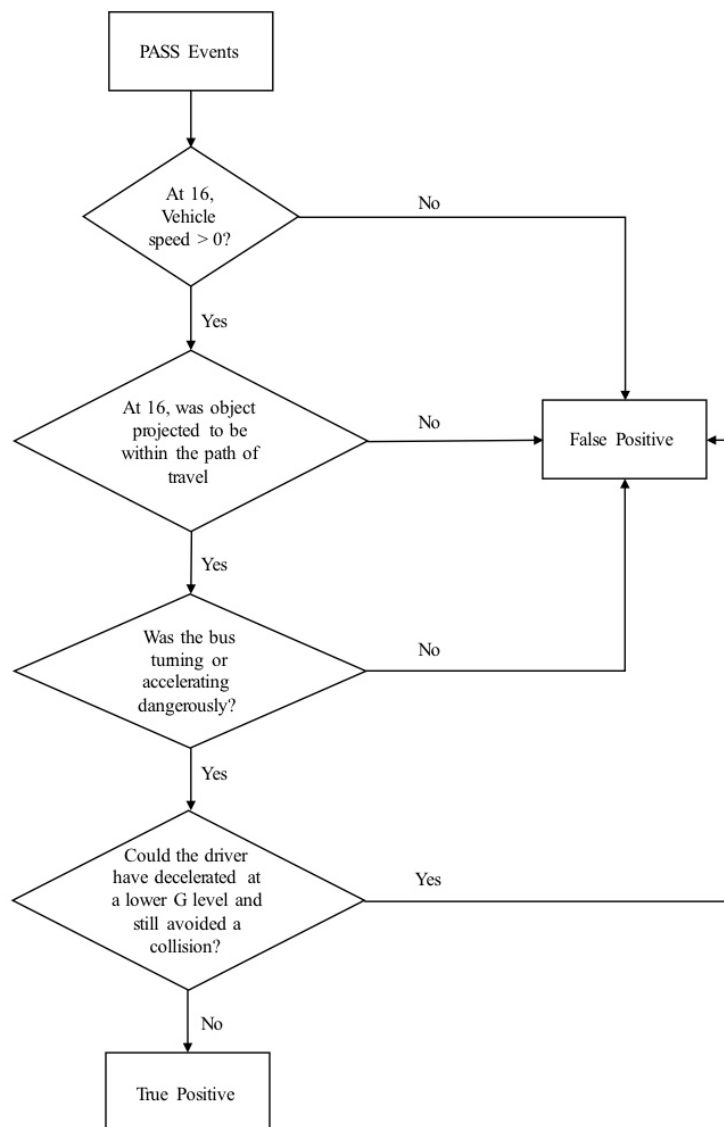 PASS Events
At 16,
Vehicle
speed > 0?
No
Yes
At 16, was object
projected to be
within the path of
travel
No
False Positive
Yes
Was the bus
turning or
accelerating
dangerously?
No
Yes
Could the driver
have decelerated at
a lower G level and
still avoided a
collision?
Yes
No
True Positive